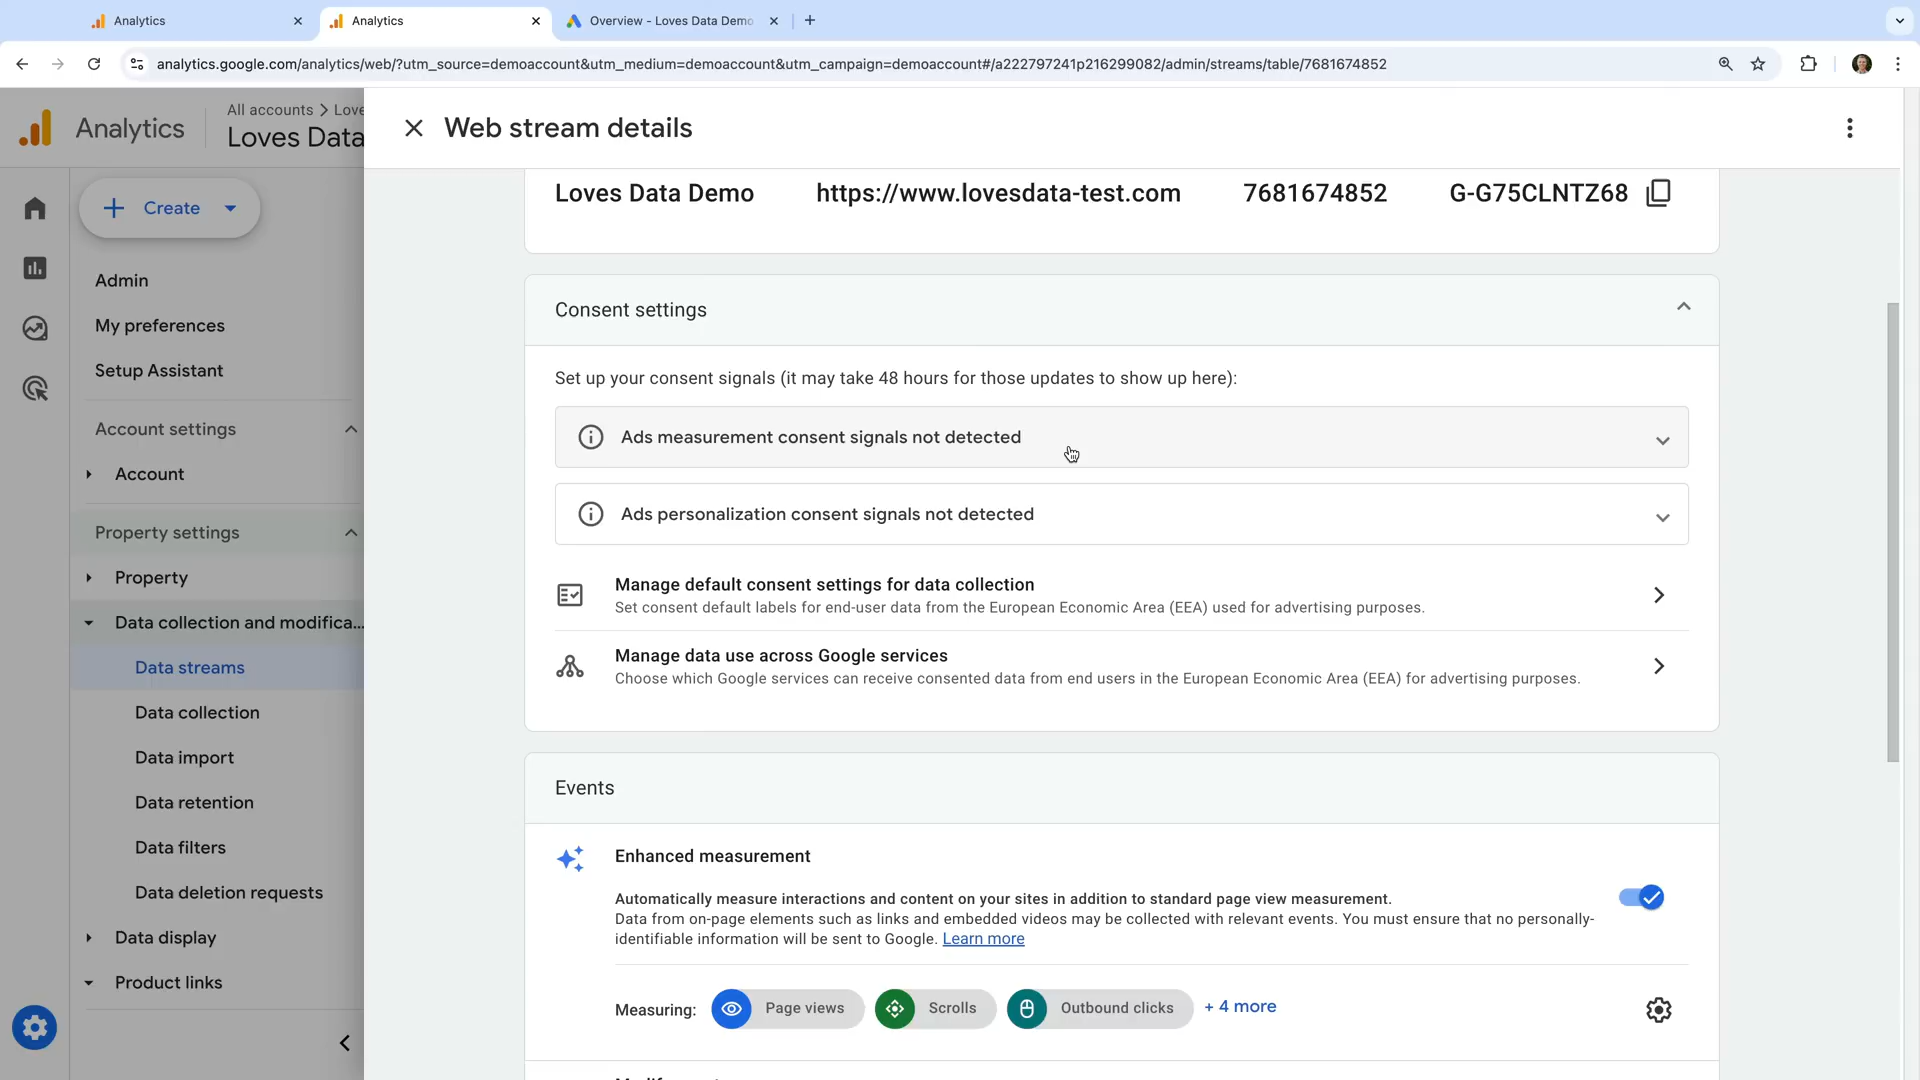 Analytics
Analytics
Overview - Loves Data Demo
analytics.google.com/analytics/web/?utm_source=demoaccount&utm_medium=demoaccount&utm_campaign=demoaccount#/a222797241p216299082/admin/streams/table/7681674852
Analytics
All accounts > Love
Loves Data
Web stream details
Create
Admin
My preferences
Setup Assistant
Account settings
Account
Property settings
Property
Data collection and modifica...
Data streams
Data collection
Data import
Data retention
Data filters
Data deletion requests
Data display
Product links
Loves Data Demo https://www.lovesdata-test.com 7681674852 G-G75CLNTZ68
Consent settings
Set up your consent signals (it may take 48 hours for those updates to show up here):
Ads measurement consent signals not detected
Ads personalization consent signals not detected
Manage default consent settings for data collection
Set consent default labels for end-user data from the European Economic Area (EEA) used for advertising purposes.
Manage data use across Google services
Choose which Google services can receive consented data from end users in the European Economic Area (EEA) for advertising purposes.
Events
Enhanced measurement
Automatically measure interactions and content on your sites in addition to standard page view measurement.
Data from on-page elements such as links and embedded videos may be collected with relevant events. You must ensure that no personally-
identifiable information will be sent to Google. Learn more
Measuring: Page views Scrolls Outbound clicks + 4 more